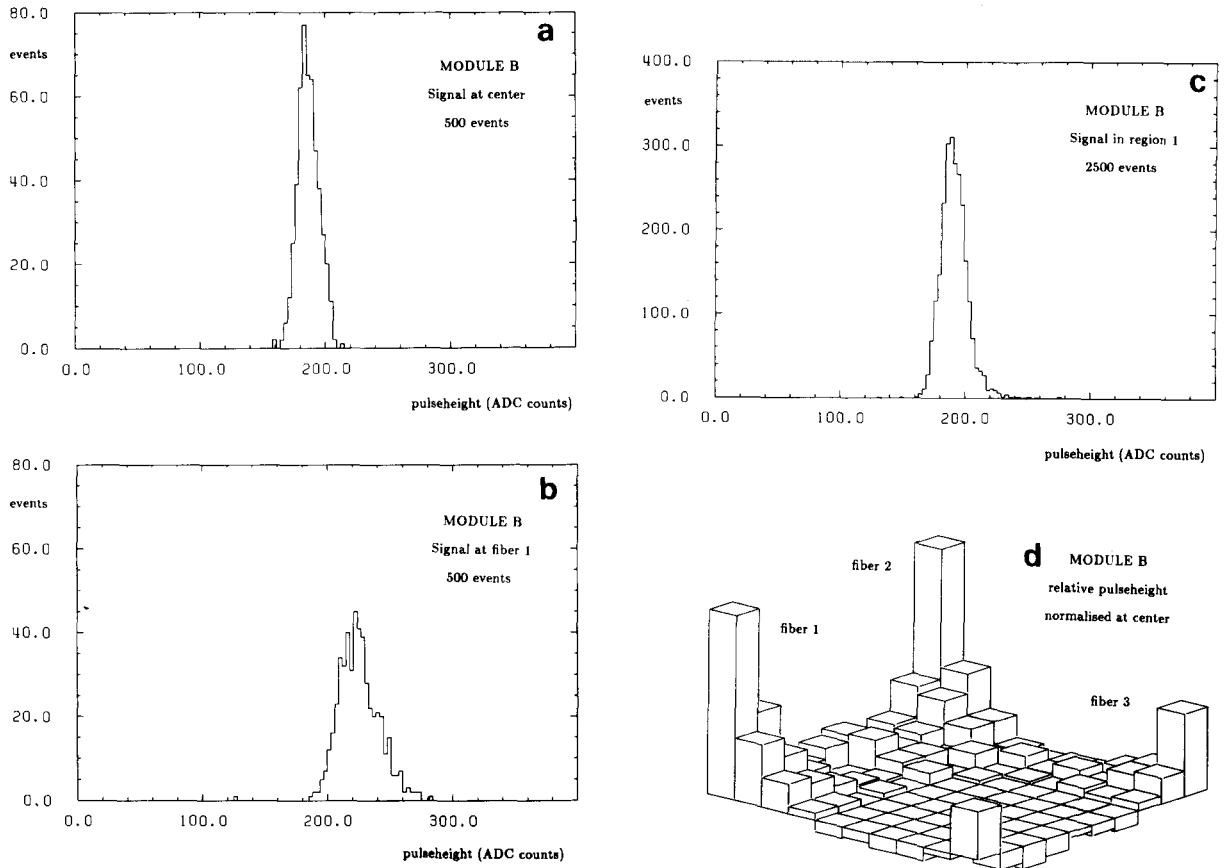 80.0
a
events
MODULE B
Signal at center
500 events
60.0
40.0
20.0
0.0
0.0 100.0 200.0 300.0
pulseheight (ADC counts)
80.0
b
events
MODULE B
Signal at fiber 1
500 events
60.0
40.0
20.0
0.0
0.0 100.0 200.0 300.0
pulseheight (ADC counts)
400.0
c
events
MODULE B
Signal in region 1
2500 events
300.0
200.0
100.0
0.0
0.0 100.0 200.0 300.0
pulseheight (ADC counts)
d
MODULE B
relative pulseheight
normalised at center
fiber 2
fiber 1
fiber 3